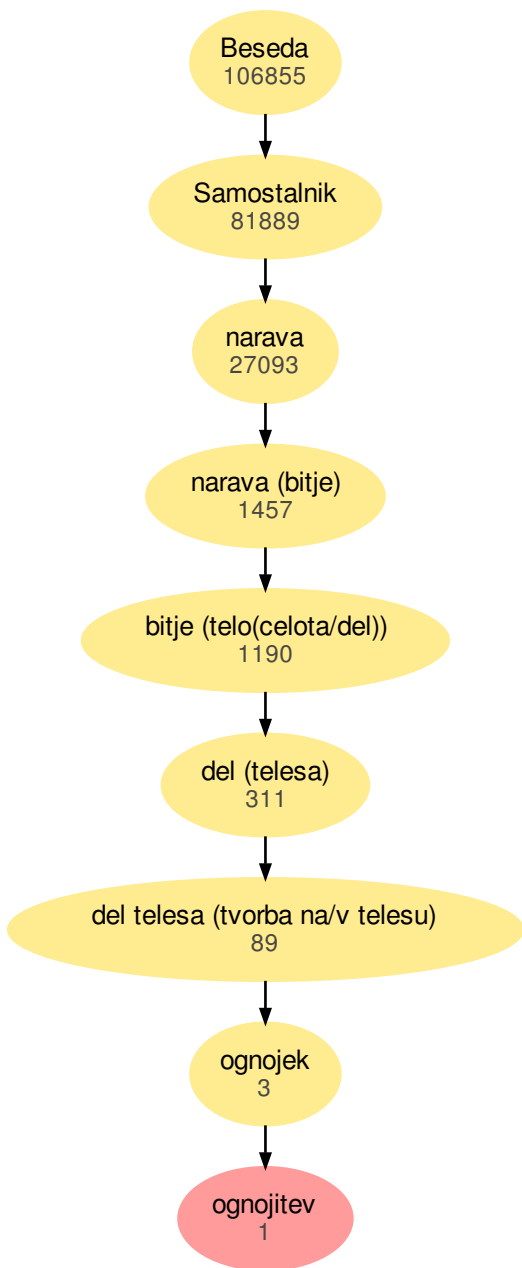 Beseda
106855
Samostalnik
81889
narava
27093
narava (bitje)
1457
bitje (telo(celota/del))
1190
del (telesa)
311
del telesa (tvorba na/v telesu)
89
ognojek
3
ognojitev
1